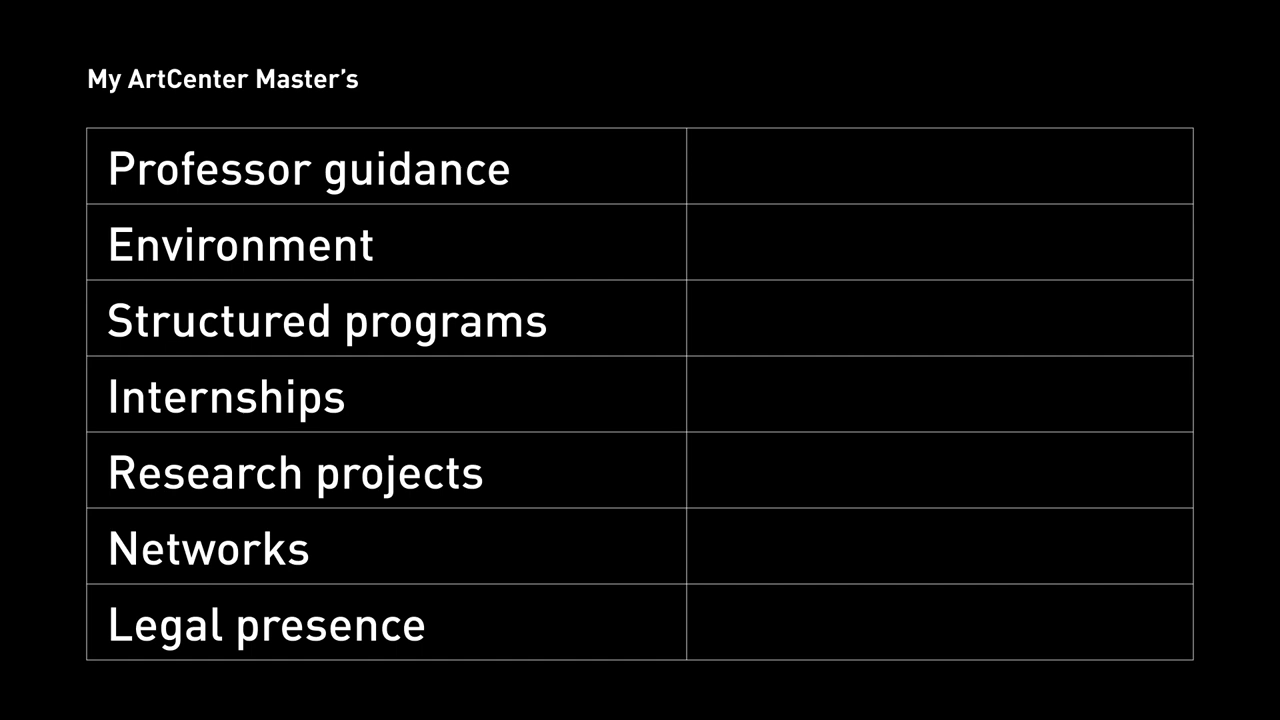 My ArtCenter Master’s
Professor guidance
Environment
Structured programs
Internships
Research projects
Networks
Legal presence